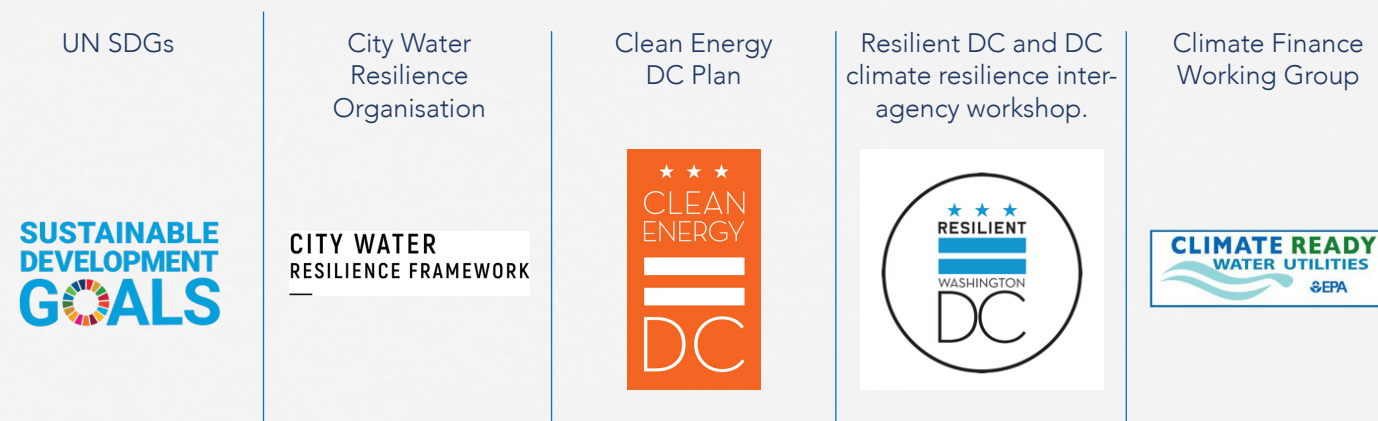 UN SDGs
SUSTAINABLE
DEVELOPMENT
GOALS
City Water
Resilience
Organisation
CITY WATER
RESILIENCE FRAMEWORK
Clean Energy
DC Plan
CLEAN
ENERGY
DC
Resilient DC and DC
climate resilience inter-
agency workshop.
RESILIENT
WASHINGTON
DC
Climate Finance
Working Group
CLIMATE READY
WATER UTILITIES
EPA